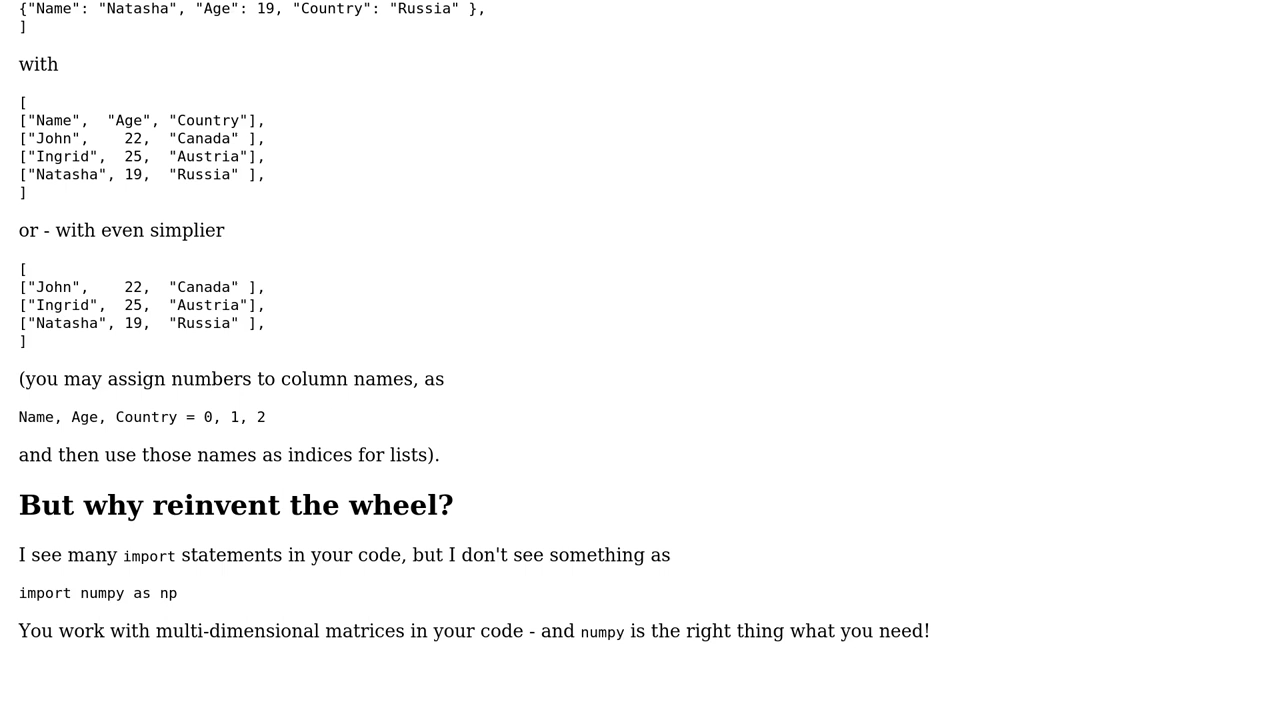 {"Name": "Natasha", "Age": 19, "Country": "Russia" },
]
with
[
["Name",  "Age", "Country"],
["John",    22,  "Canada" ],
["Ingrid",  25,  "Austria"],
["Natasha", 19,  "Russia" ],
]
or - with even simplier
[
["John",    22,  "Canada" ],
["Ingrid",  25,  "Austria"],
["Natasha", 19,  "Russia" ],
]
(you may assign numbers to column names, as
Name, Age, Country = 0, 1, 2
and then use those names as indices for lists).
But why reinvent the wheel?
I see many import statements in your code, but I don't see something as
import numpy as np
You work with multi-dimensional matrices in your code - and numpy is the right thing what you need!